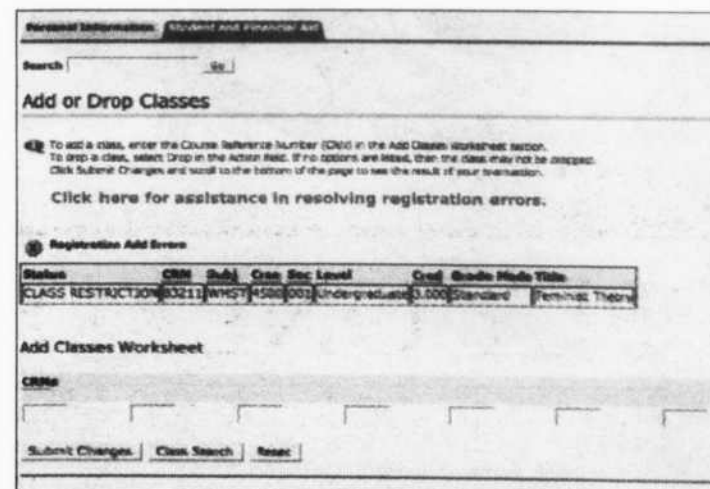 Personal Information Student and Financial Aid
Search Go
Add or Drop Classes
To add a class, enter the Course Reference Number (CRN) in the Add Classes Worksheet section.
To drop a class, select Drop in the Action field. If no options are listed, then the class may not be dropped.
Click Submit Changes and scroll to the bottom of the page to see the result of your transaction.
Click here for assistance in resolving registration errors.
Registration Add Errors
Status CRN Subj Crse Sec Level Cred Grade Mode Title
CLASS RESTRICTION 83211 WMST 001 Undergraduate 3.000 Standard Feminist Theory
Add Classes Worksheet
CRNs
Submit Changes Class Search Reset